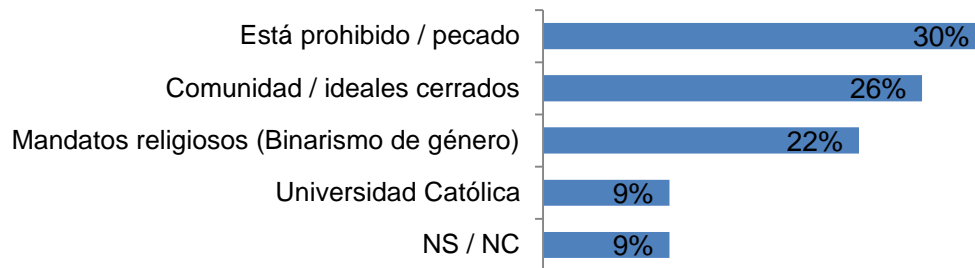 Está prohibido / pecado 30%
Comunidad / ideales cerrados 26%
Mandatos religiosos (Binarismo de género) 22%
Universidad Católica 9%
NS / NC 9%